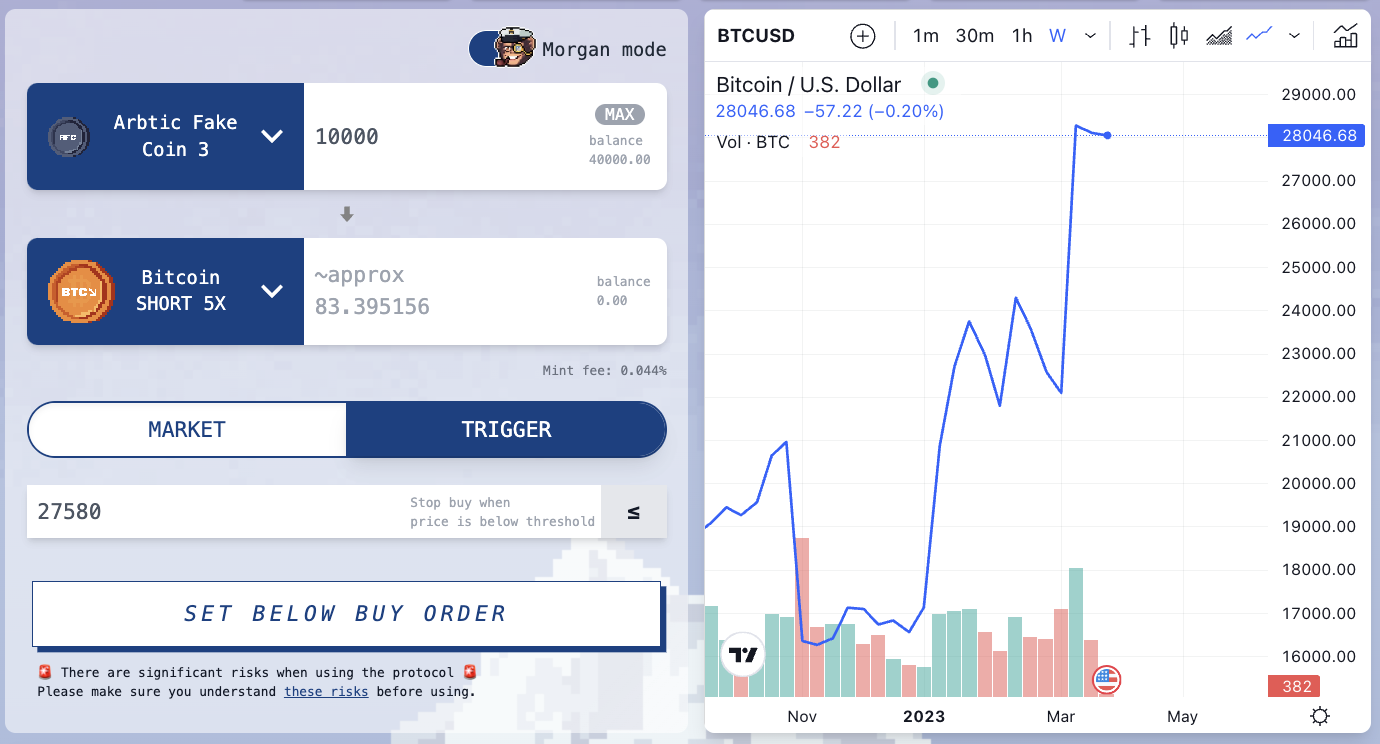 Morgan mode
AFC
Arbtic Fake
Coin 3
10000
MAX
balance
40000.00
BTC
Bitcoin
SHORT 5X
~approx
83.395156
balance
0.00
Mint fee: 0.044%
MARKET
TRIGGER
27580
Stop buy when
price is below threshold
≤
SET BELOW BUY ORDER
🚨 There are significant risks when using the protocol 🚨
Please make sure you understand these risks before using.
BTCUSD
1m 30m 1h W
Bitcoin / U.S. Dollar
28046.68 −57.22 (−0.20%)
Vol · BTC 382
29000.00
28046.68
27000.00
26000.00
25000.00
24000.00
23000.00
22000.00
21000.00
20000.00
19000.00
18000.00
17000.00
16000.00
382
Nov 2023 Mar May